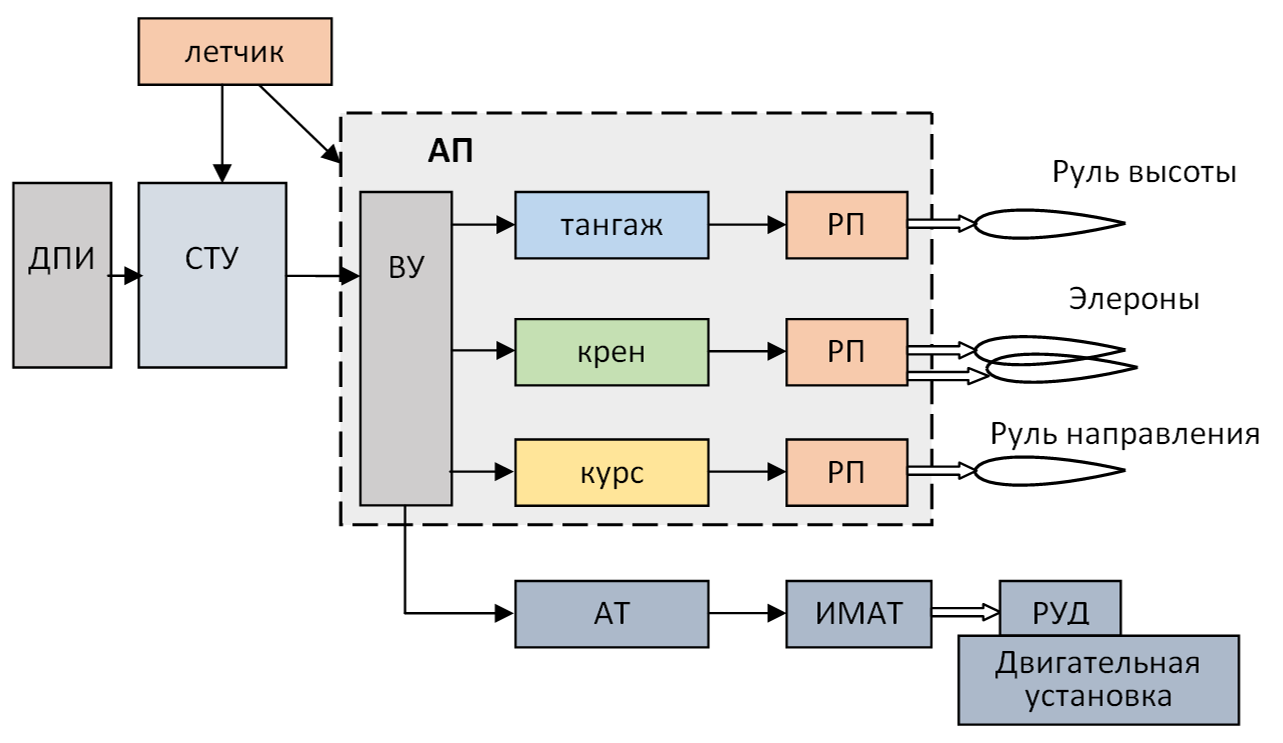 летчик
АП
Руль высоты
ДПИ
СТУ
ВУ
тангаж
РП
Элероны
крен
РП
Руль направления
курс
РП
АТ
ИМАТ
РУД
Двигательная
установка